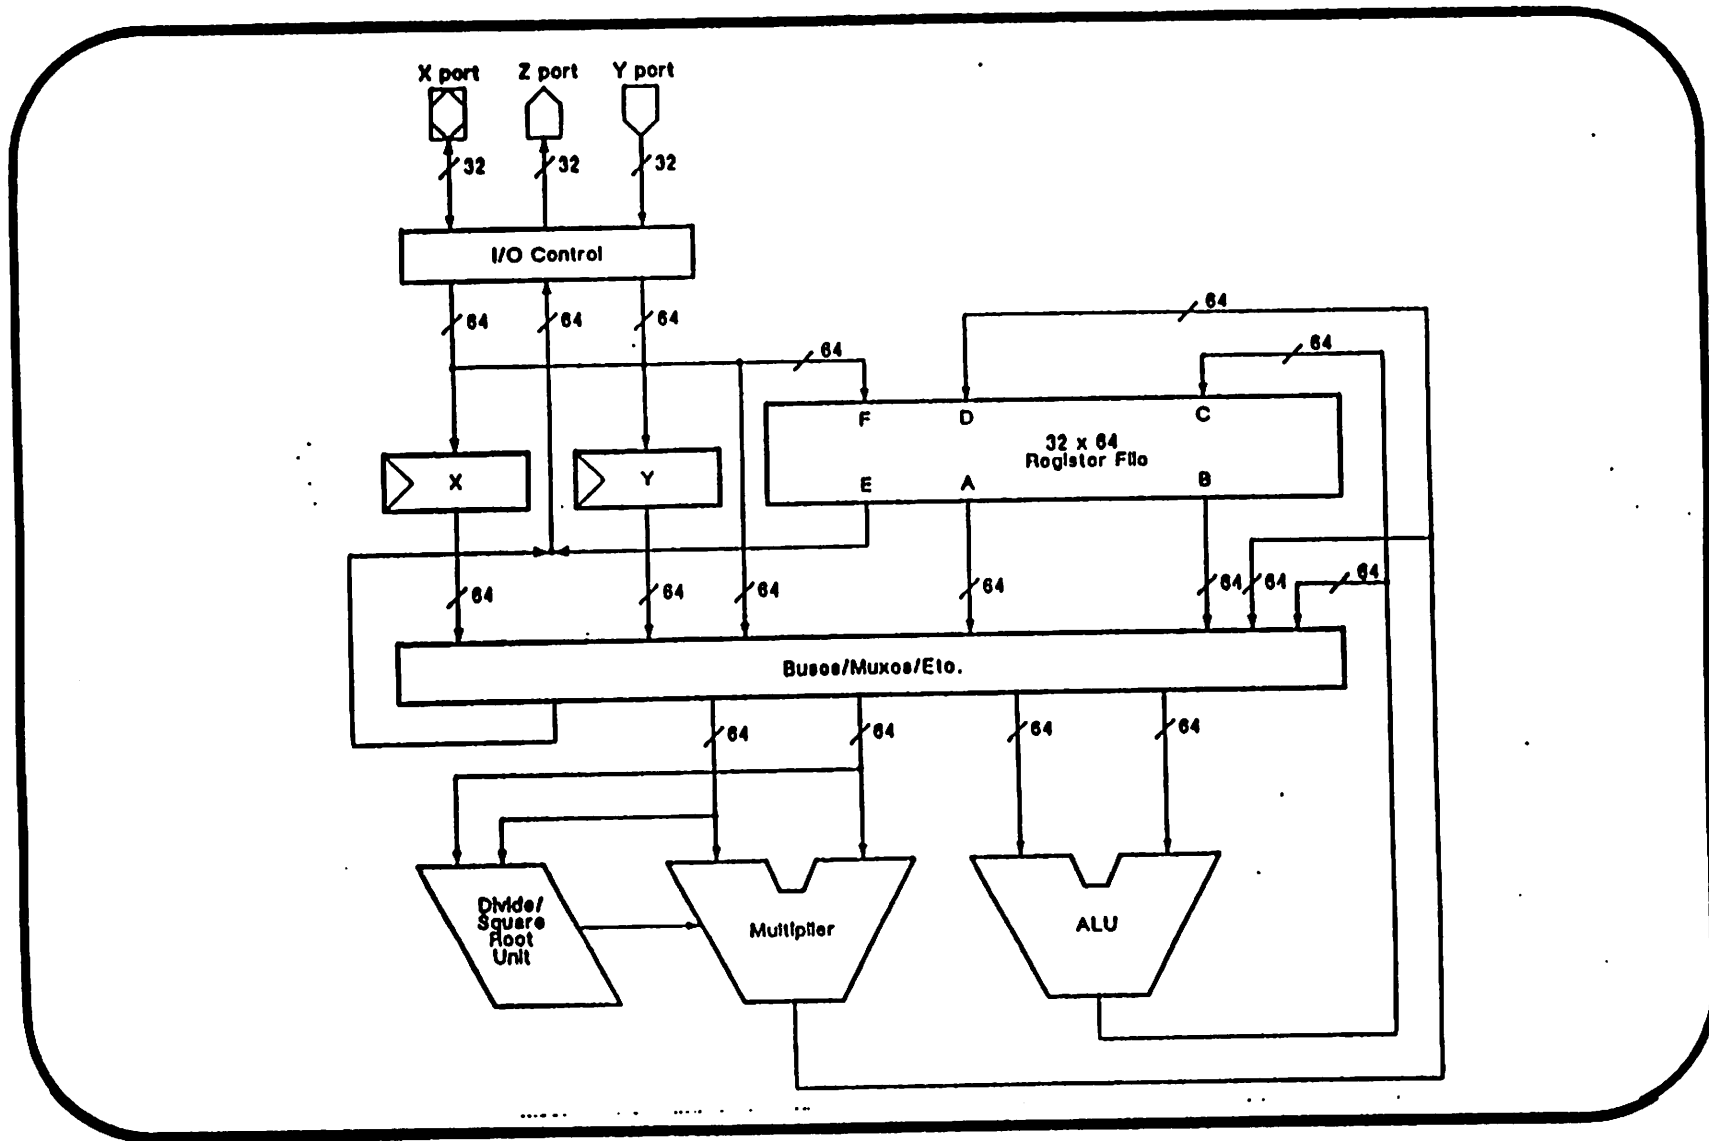 X port Z port Y port
32 32 32
I/O Control
64 64 64
64
64
64
F D C
32 x 64
Register File
E A B
X
Y
64 64 64 64 64 64 64
Buses/Muxes/Etc.
64 64 64 64
Divide/
Square
Root
Unit
Multiplier
ALU